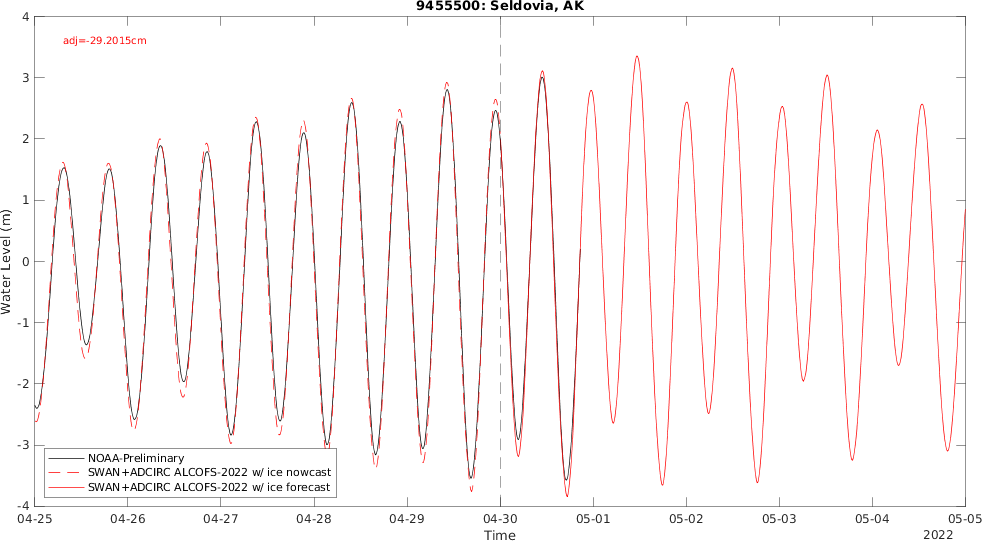 9455500: Seldovia, AK
adj=-29.2015cm
4
3
2
1
0
-1
-2
-3
-4
Water Level (m)
NOAA-Preliminary
SWAN+ADCIRC ALCOFS-2022 w/ ice nowcast
SWAN+ADCIRC ALCOFS-2022 w/ ice forecast
04-25 04-26 04-27 04-28 04-29 04-30 05-01 05-02 05-03 05-04 05-05
Time
2022